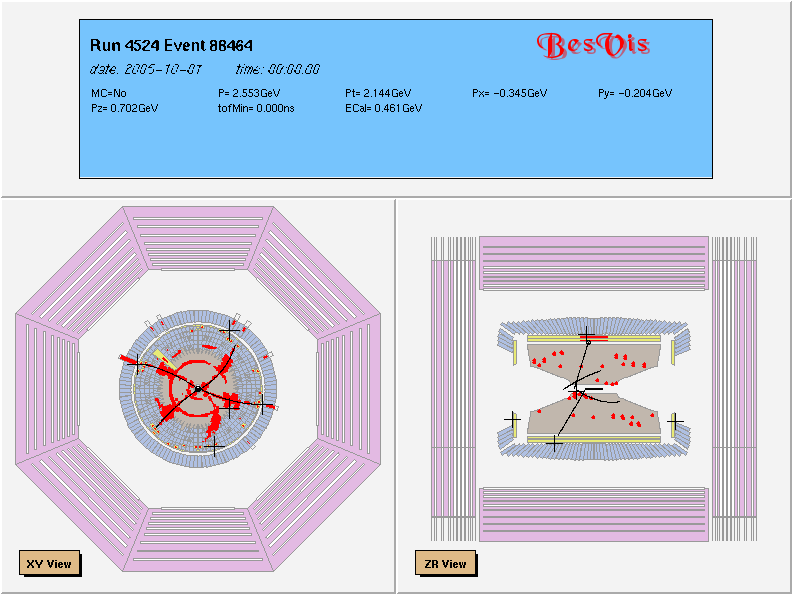 Run 4524 Event 88464
BesVis
date: 2005-10-01 time: 00:00:00
MC=No P= 2.553GeV Pt= 2.144GeV Px= -0.345GeV Py= -0.204GeV
Pz= 0.702GeV tofMin= 0.000ns ECal= 0.461GeV
XY View
ZR View